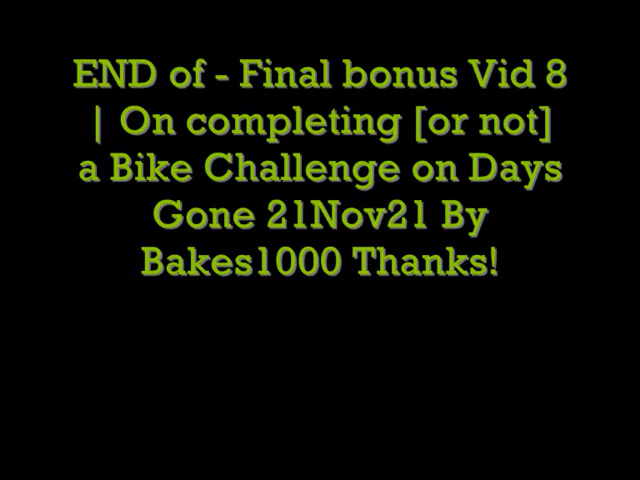 END of - Final bonus Vid 8
| On completing [or not]
a Bike Challenge on Days
Gone 21Nov21 By
Bakes1000 Thanks!